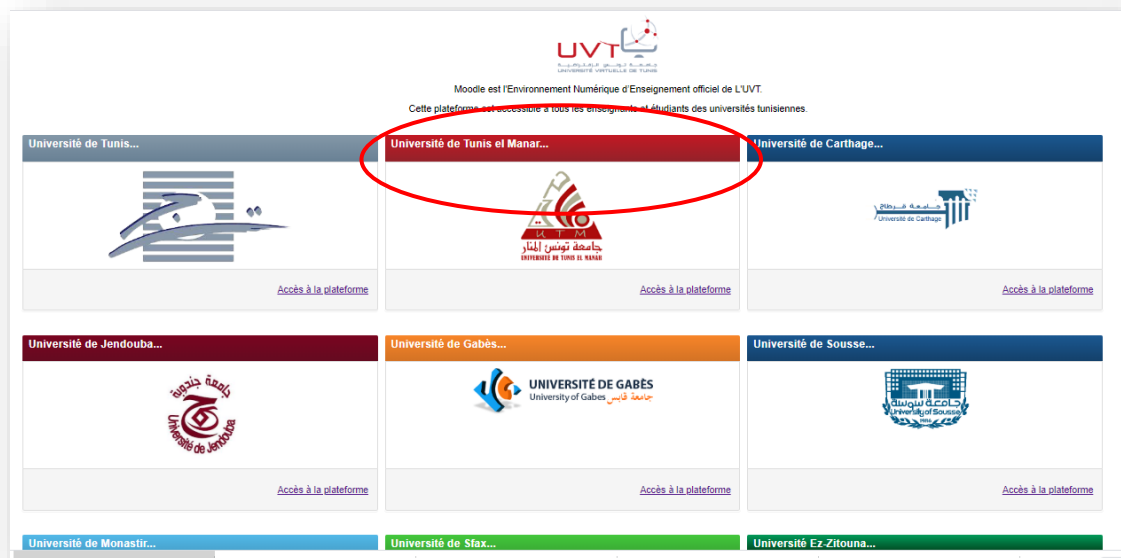 UVT
جامعة تونس الافتراضية
UNIVERSITÉ VIRTUELLE DE TUNIS
Moodle est l'Environnement Numérique d'Enseignement officiel de L'UVT.
Cette plateforme est accessible à tous les enseignants et étudiants des universités tunisiennes.
Université de Tunis...
Université de Tunis el Manar...
Université de Carthage...
U T M
جامعة تونس المنار
UNIVERSITÉ DE TUNIS EL MANAR
جامعة قرطاج
Université de Carthage
Accès à la plateforme
Accès à la plateforme
Accès à la plateforme
Université de Jendouba...
Université de Gabès...
Université de Sousse...
جامعة جندوبة
Université de Jendouba
UNIVERSITÉ DE GABÈS
University of Gabes جامعة قابس
جامعة سوسة
University of Sousse
Accès à la plateforme
Accès à la plateforme
Accès à la plateforme
Université de Monastir...
Université de Sfax...
Université Ez-Zitouna...